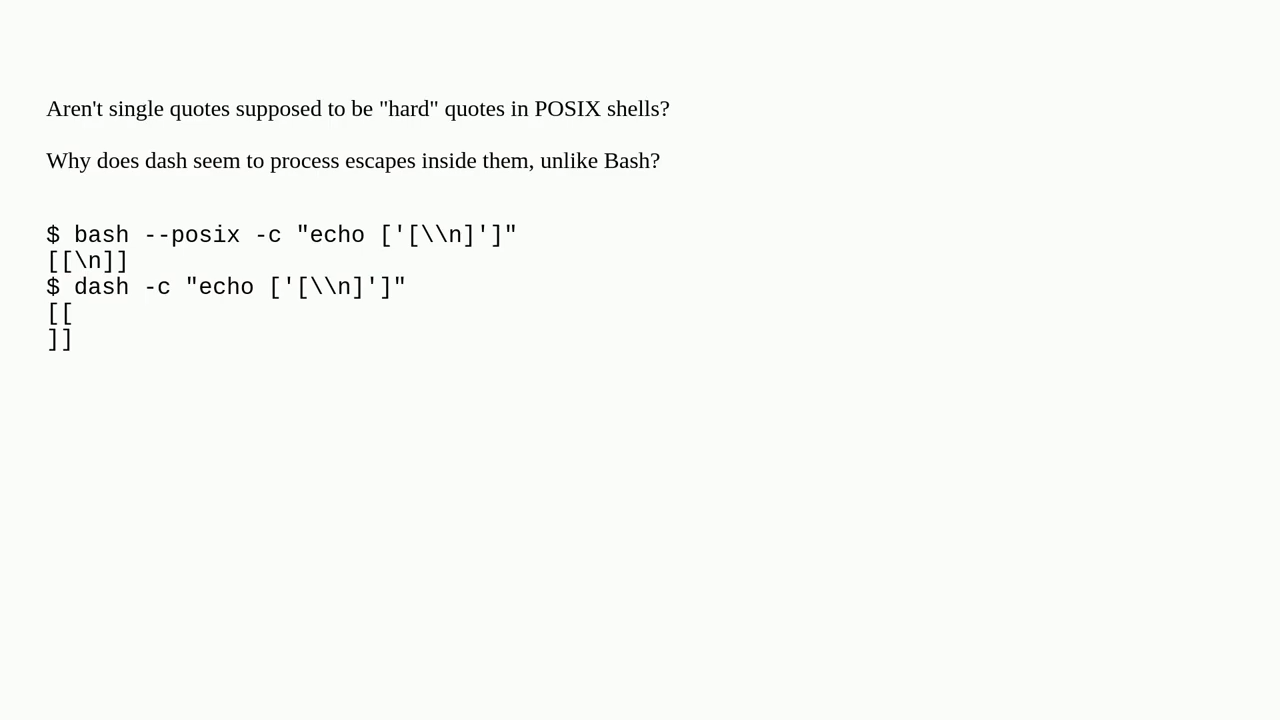 Aren't single quotes supposed to be "hard" quotes in POSIX shells?
Why does dash seem to process escapes inside them, unlike Bash?
$ bash --posix -c "echo ['[\\n]']"
[[\n]]
$ dash -c "echo ['[\\n]']"
[[
]]